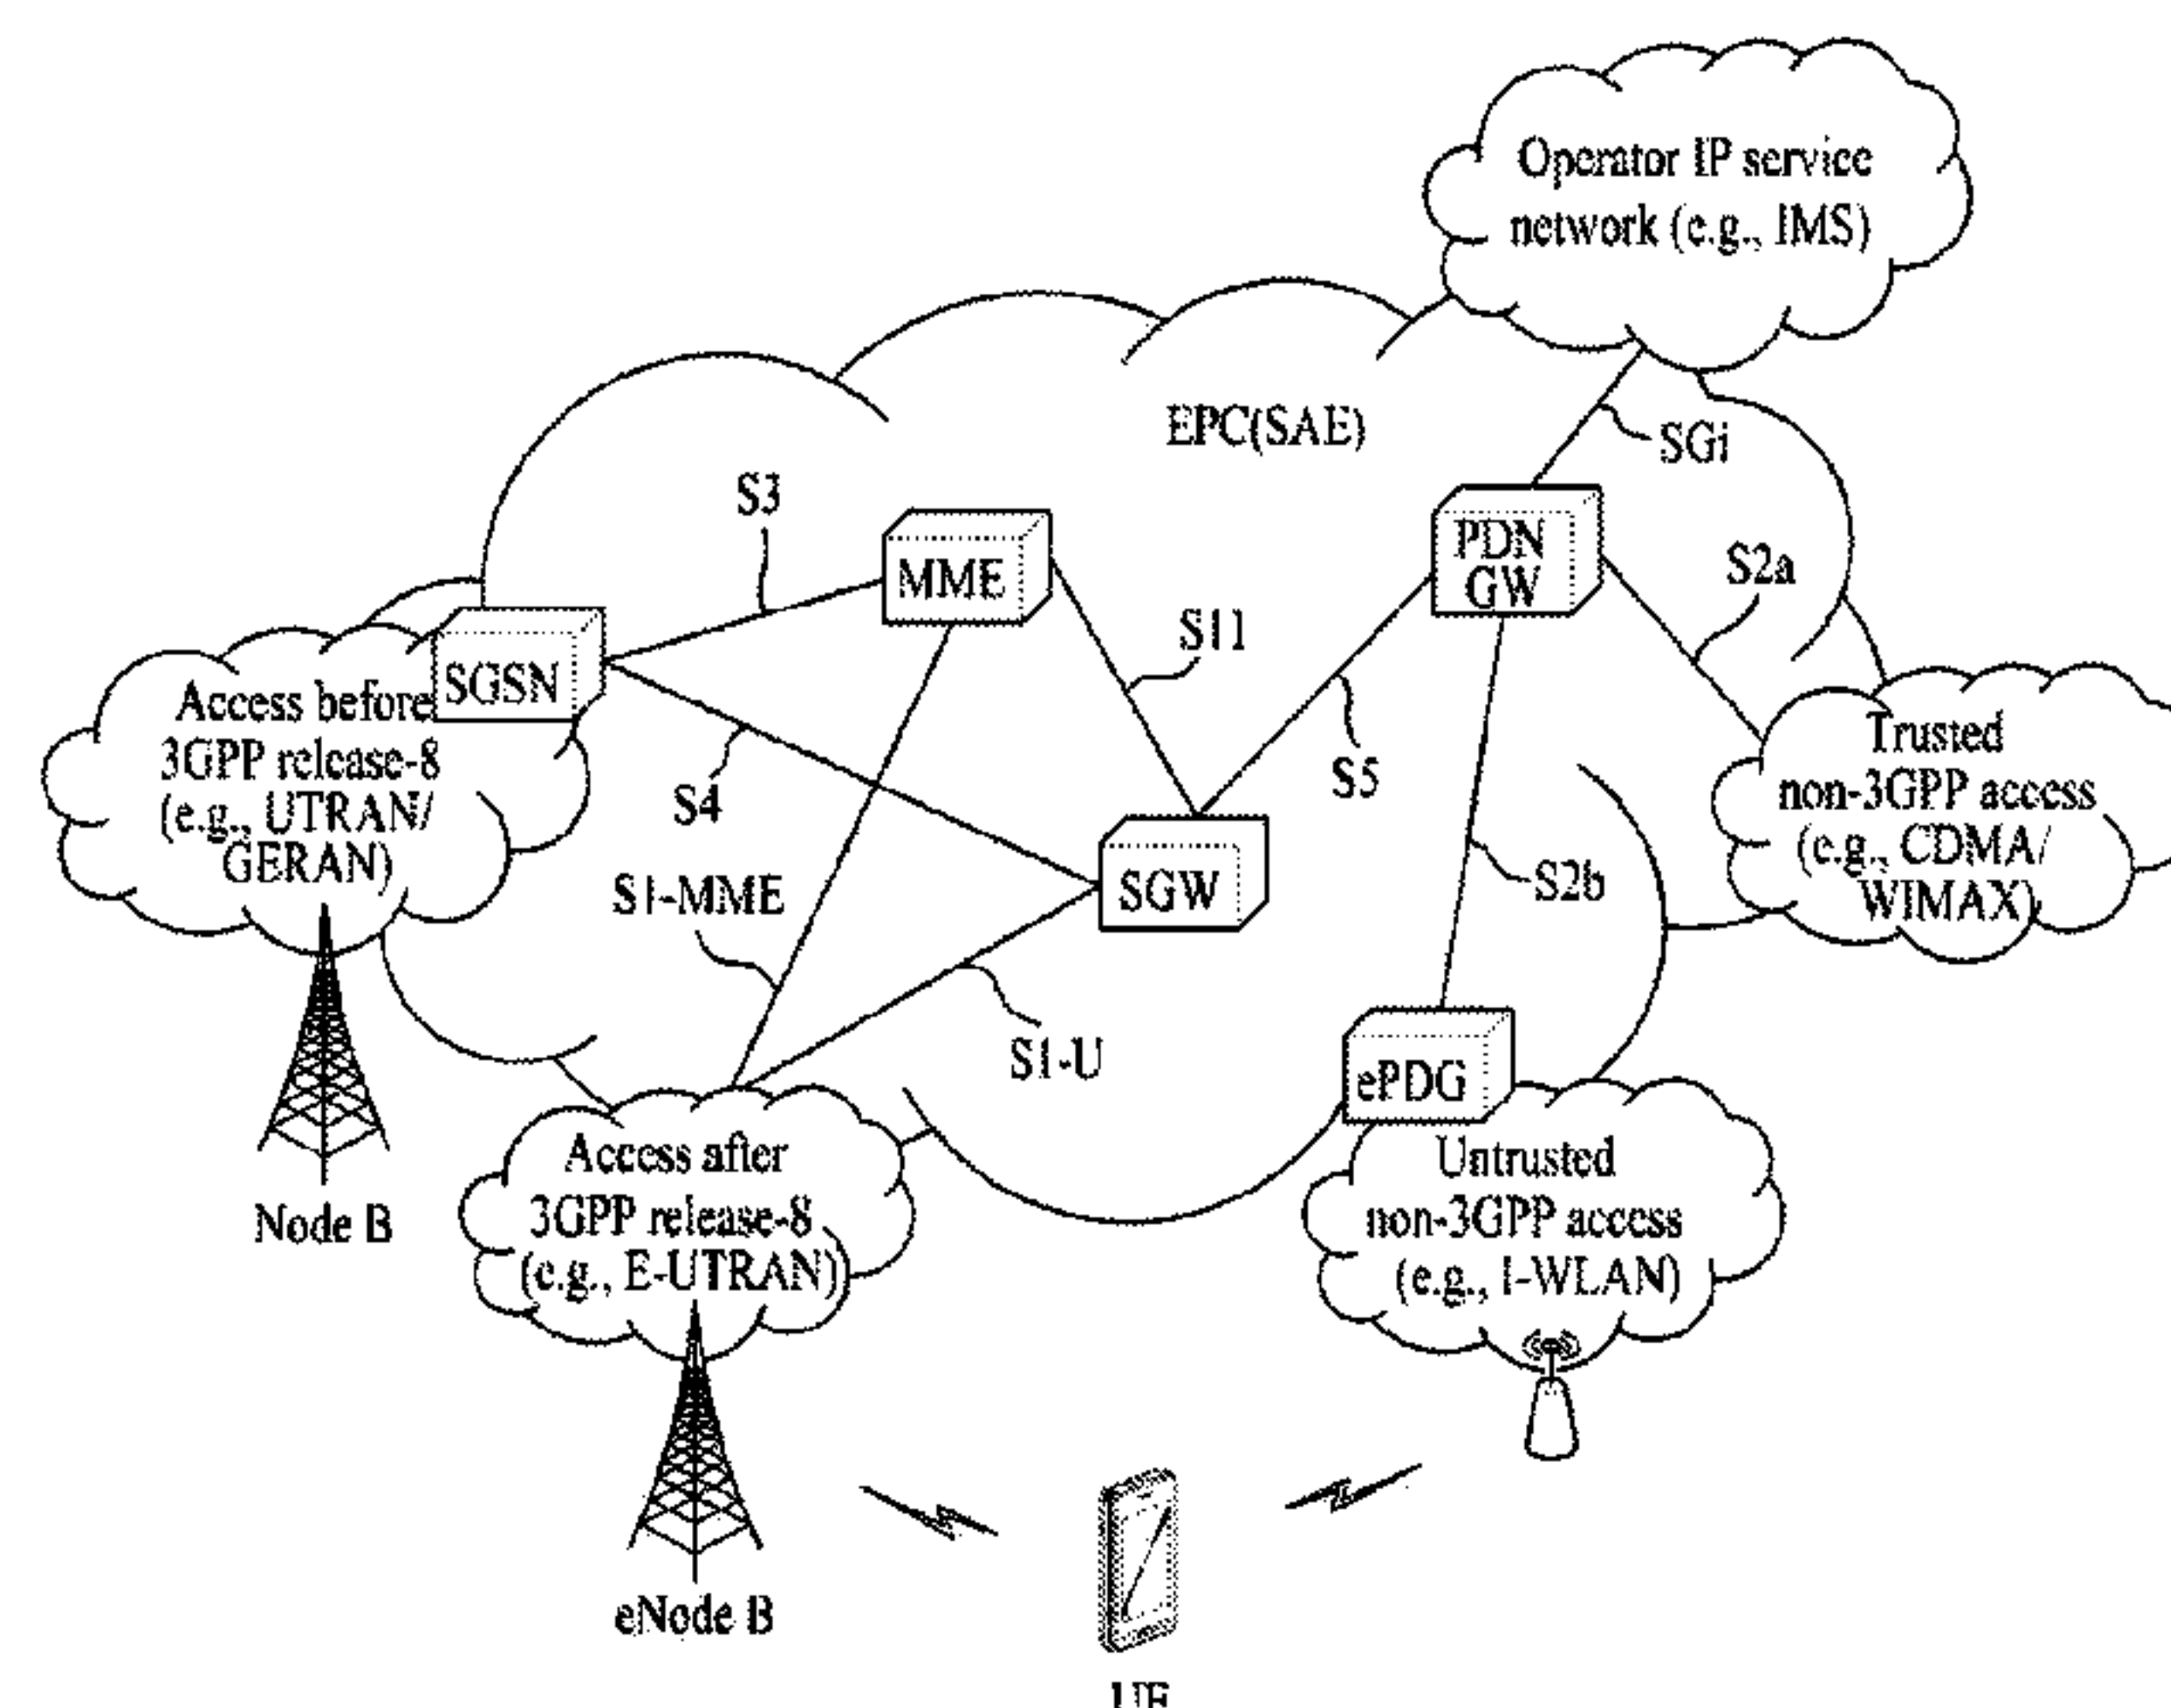 Operator IP service
network (e.g., IMS)
EPC(SAE)
SGi
S3
MME
PDN
GW
S2a
S11
SGSN
Access before
3GPP release-8
(e.g., UTRAN/
GERAN)
S4
S5
Trusted
non-3GPP access
(e.g., CDMA/
WIMAX)
S1-MME
SGW
S2b
S1-U
ePDG
Node B
Access after
3GPP release-8
(e.g., E-UTRAN)
Untrusted
non-3GPP access
(e.g., I-WLAN)
eNode B
UE